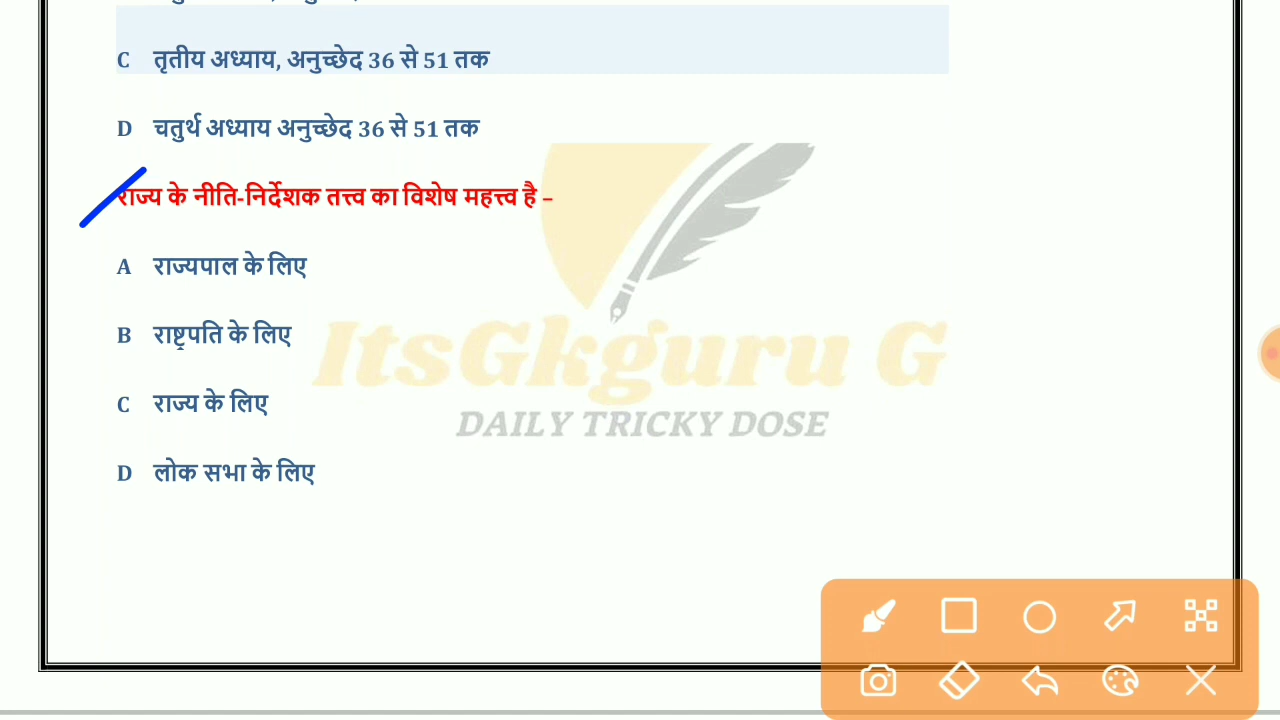 C तृतीय अध्याय, अनुच्छेद 36 से 51 तक
D चतुर्थ अध्याय अनुच्छेद 36 से 51 तक
राज्य के नीति-निर्देशक तत्त्व का विशेष महत्त्व है –
A राज्यपाल के लिए
B राष्ट्रपति के लिए
ItsGkguru G
C राज्य के लिए
DAILY TRICKY DOSE
D लोक सभा के लिए